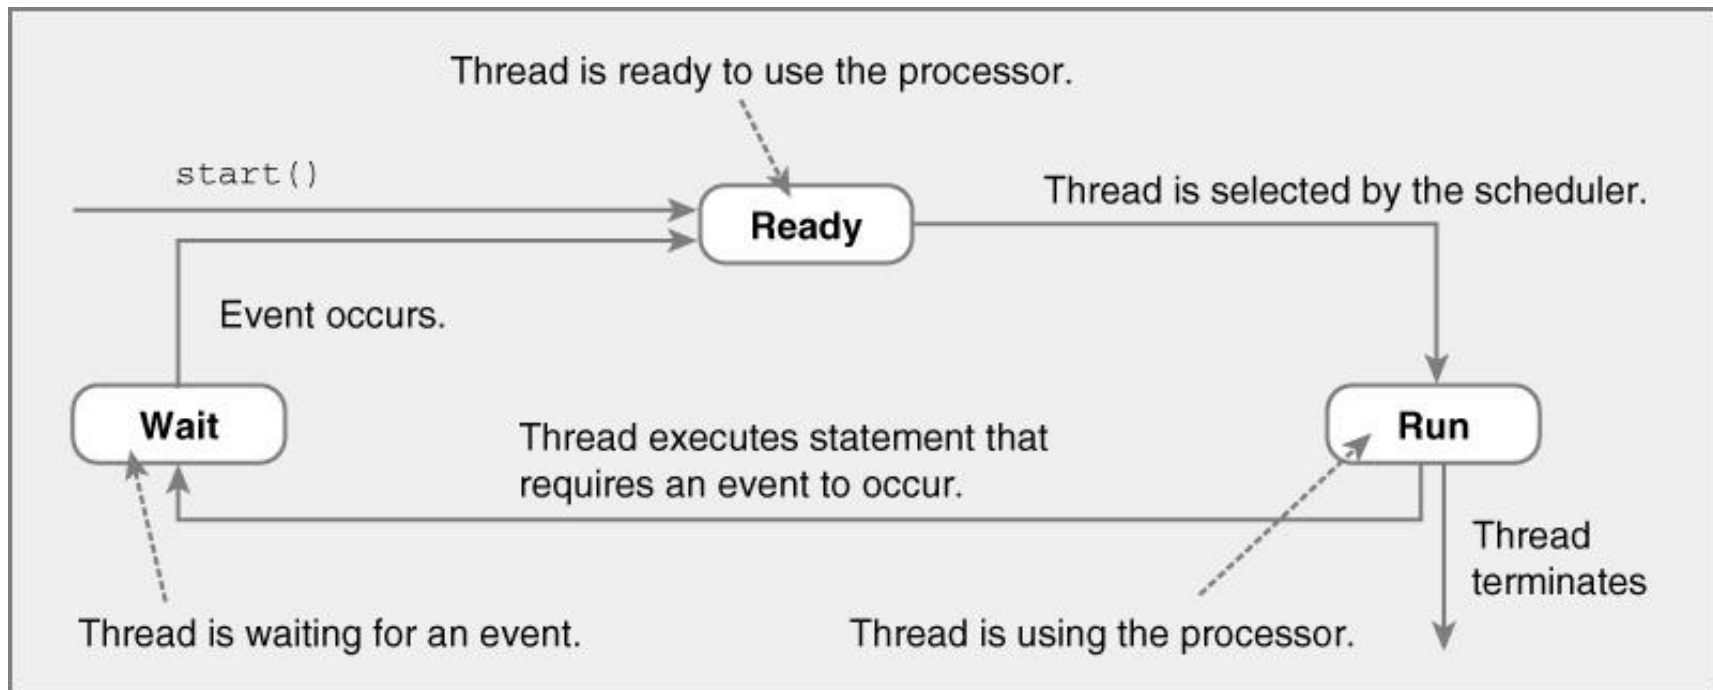 Thread is ready to use the processor.
start()
Thread is selected by the scheduler.
Ready
Event occurs.
Wait
Run
Thread executes statement that
requires an event to occur.
Thread
terminates
Thread is waiting for an event.
Thread is using the processor.